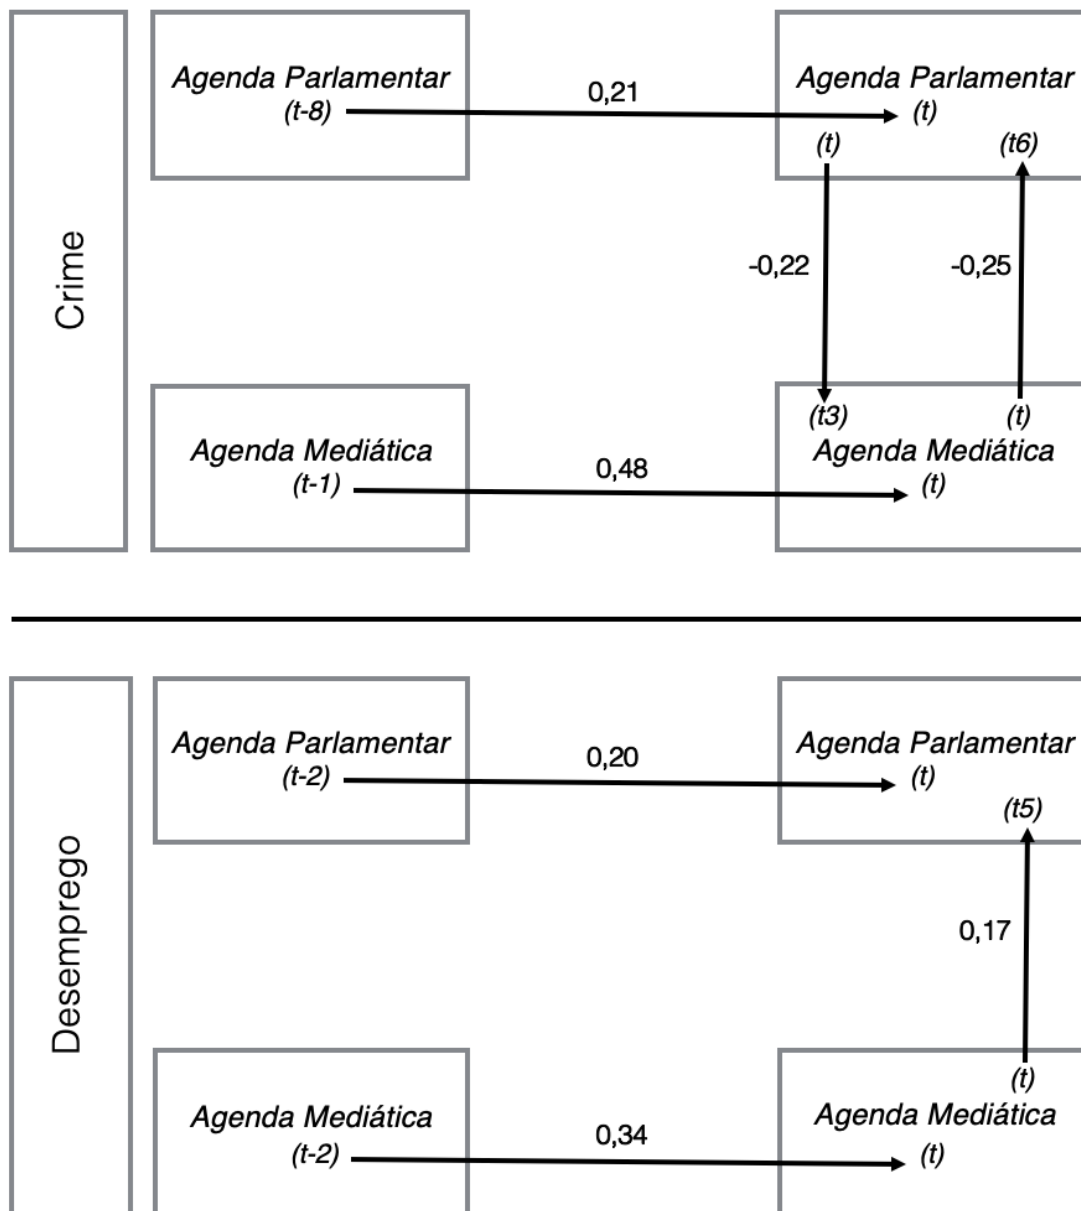 Crime
Agenda Parlamentar
(t-8)
0,21
Agenda Parlamentar
(t)
(t)
(t6)
-0,22
-0,25
(t3)
(t)
Agenda Mediática
(t-1)
0,48
Agenda Mediática
(t)
Desemprego
Agenda Parlamentar
(t-2)
0,20
Agenda Parlamentar
(t)
(t5)
0,17
(t)
Agenda Mediática
(t-2)
0,34
Agenda Mediática
(t)